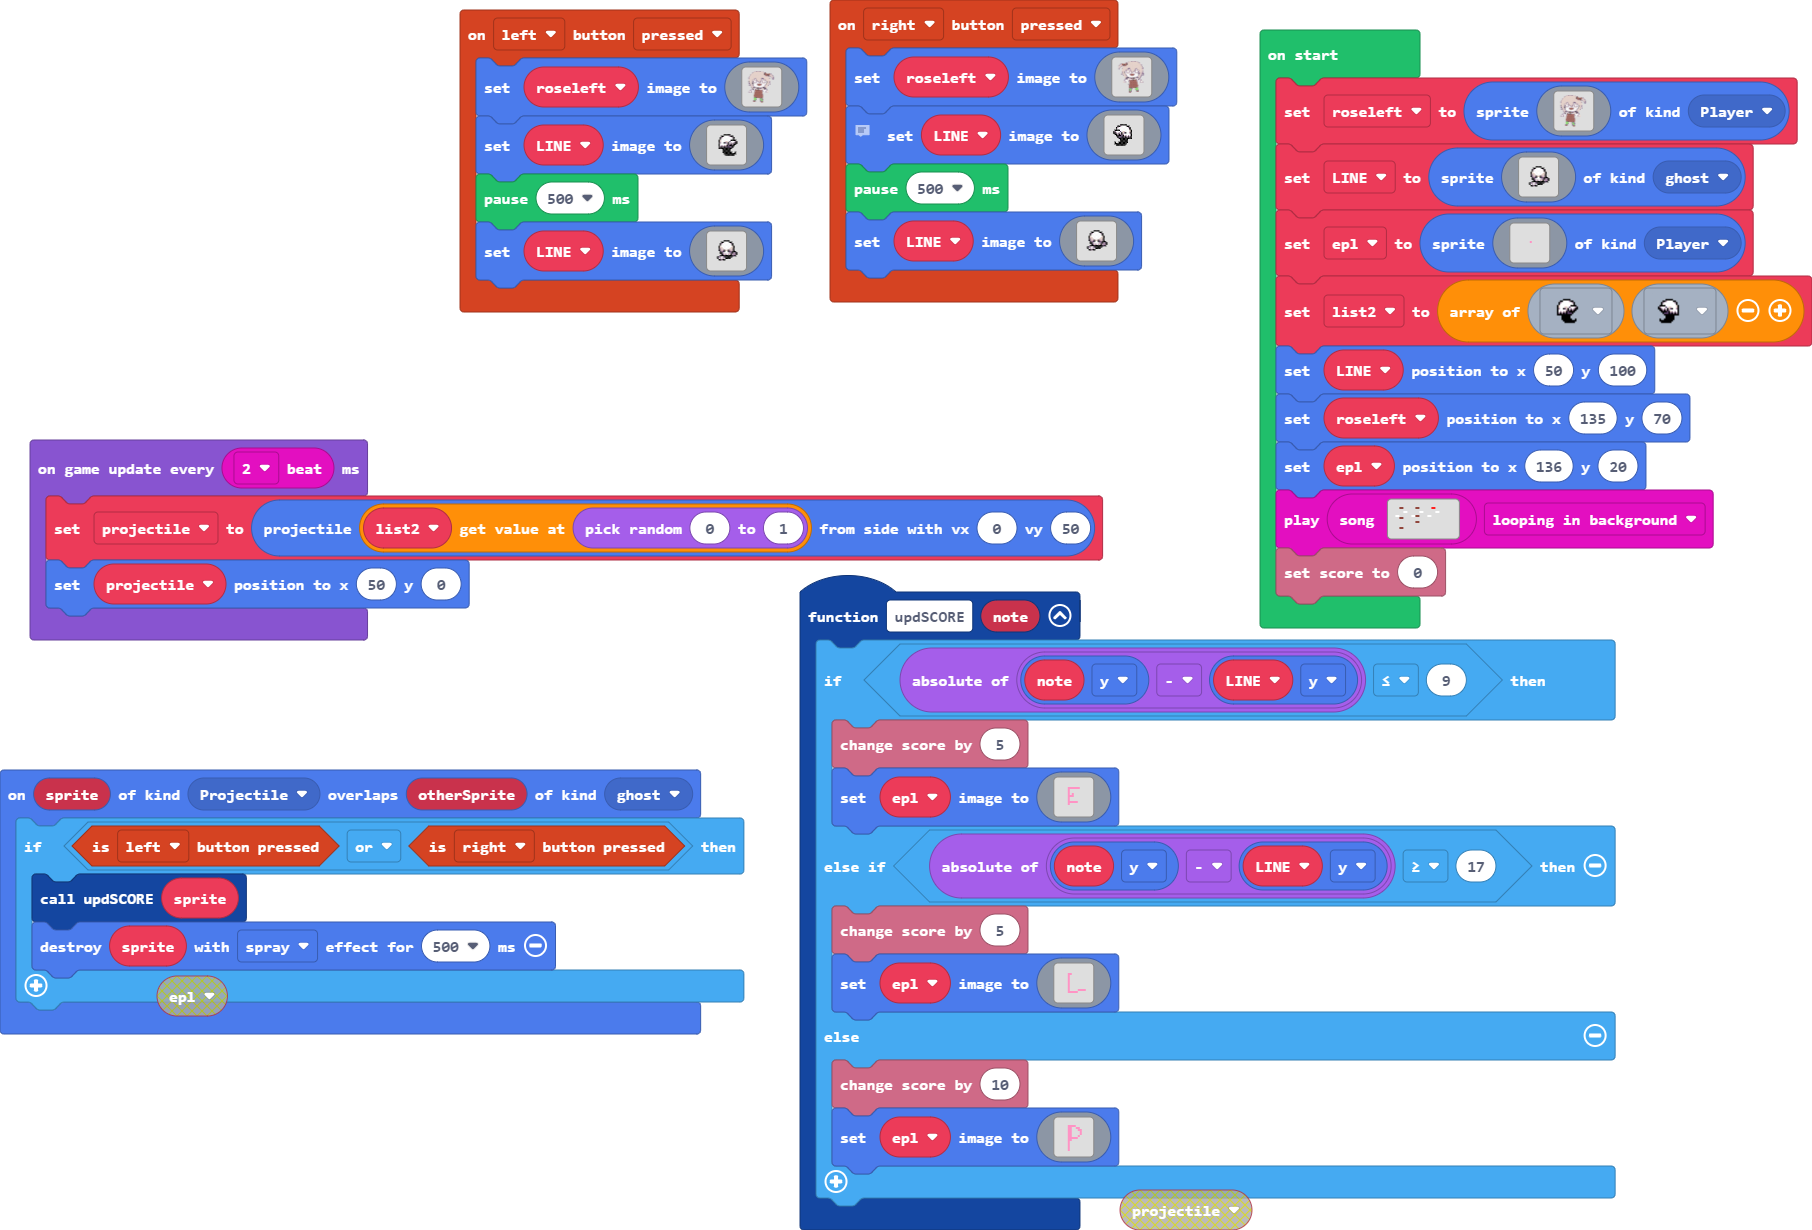 on left button pressed
set roseleft image to
set LINE image to
pause 500 ms
set LINE image to
on right button pressed
set roseleft image to
set LINE image to
pause 500 ms
set LINE image to
on start
set roseleft to sprite of kind Player
set LINE to sprite of kind ghost
set epl to sprite of kind Player
set list2 to array of
set LINE position to x 50 y 100
set roseleft position to x 135 y 70
set epl position to x 136 y 20
play song looping in background
set score to 0
on game update every 2 beat ms
set projectile to projectile list2 get value at pick random 0 to 1 from side with vx 0 vy 50
set projectile position to x 50 y 0
function updSCORE note
if absolute of note y - LINE y ≤ 9 then
change score by 5
set epl image to E
else if absolute of note y - LINE y ≥ 17 then
change score by 5
set epl image to L
else
change score by 10
set epl image to P
projectile
on sprite of kind Projectile overlaps otherSprite of kind ghost
if is left button pressed or is right button pressed then
call updSCORE sprite
destroy sprite with spray effect for 500 ms
epl